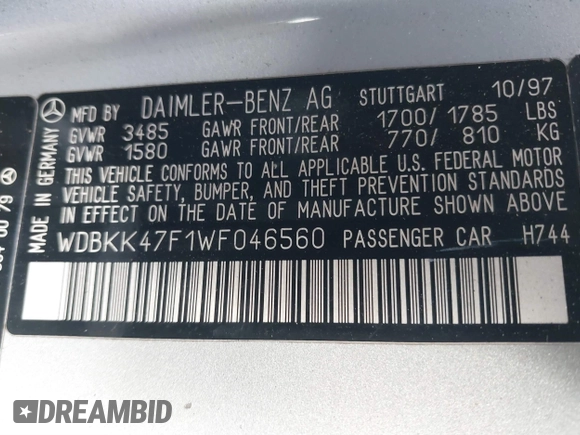 MFD BY DAIMLER-BENZ AG STUTTGART 10/97
GVWR 3485 GAWR FRONT/REAR 1700/1785 LBS
GVWR 1580 GAWR FRONT/REAR 770/810 KG
THIS VEHICLE CONFORMS TO ALL APPLICABLE U.S. FEDERAL MOTOR
VEHICLE SAFETY, BUMPER, AND THEFT PREVENTION STANDARDS
IN EFFECT ON THE DATE OF MANUFACTURE SHOWN ABOVE.
WDBKK47F1WF046560 PASSENGER CAR H744
MADE IN GERMANY
DREAMBID